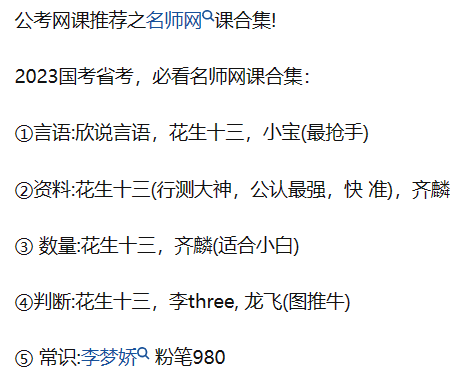 公考网课推荐之名师网课合集!
2023国考省考，必看名师网课合集：
①言语:欣说言语，花生十三，小宝(最抢手)
②资料:花生十三(行测大神，公认最强，快 准)，齐麟
③ 数量:花生十三，齐麟(适合小白)
④判断:花生十三，李three, 龙飞(图推牛)
⑤ 常识:李梦娇 粉笔980